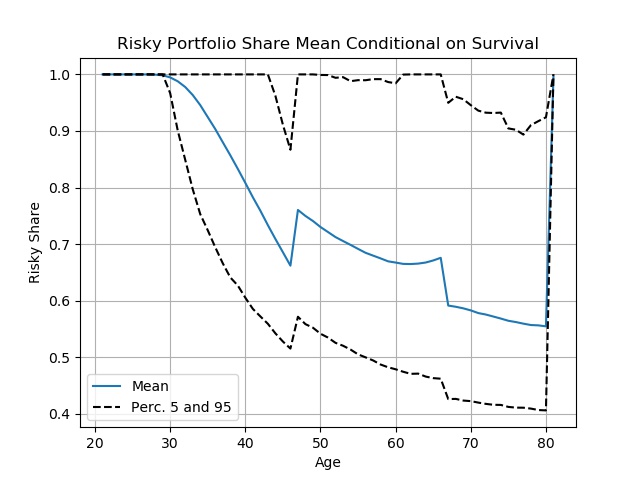 Risky Portfolio Share Mean Conditional on Survival
1.0
0.9
0.8
0.7
0.6
0.5
0.4
Risky Share
Mean
Perc. 5 and 95
20 30 40 50 60 70 80
Age